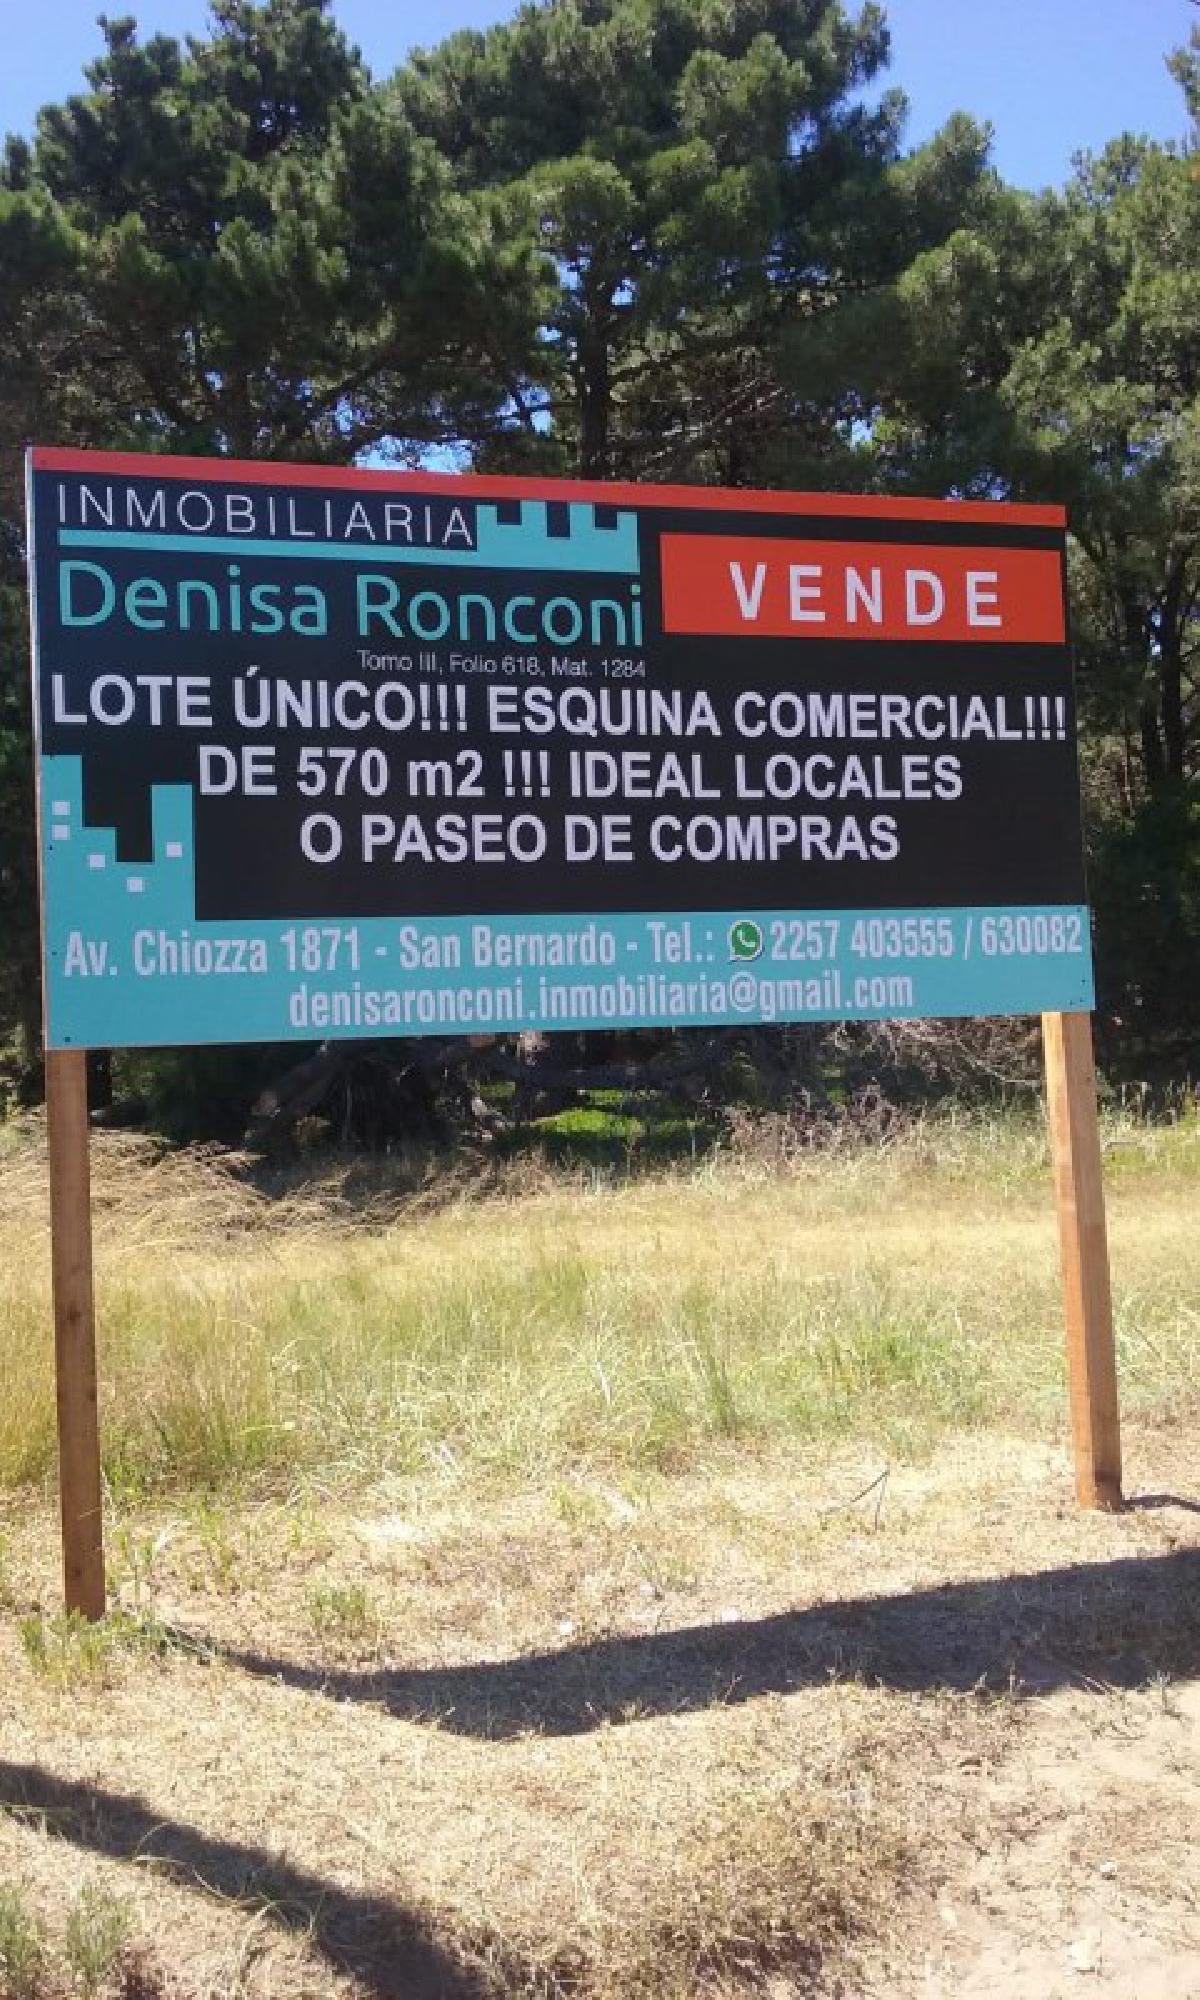 INMOBILIARIA
Denisa Ronconi
Tomo III, Folio 618, Mat. 1284
VENDE
LOTE ÚNICO!!! ESQUINA COMERCIAL!!!
DE 570 m2 !!! IDEAL LOCALES
O PASEO DE COMPRAS
Av. Chiozza 1871 - San Bernardo - Tel.: 2257 403555 / 630082
denisaronconi.inmobiliaria@gmail.com